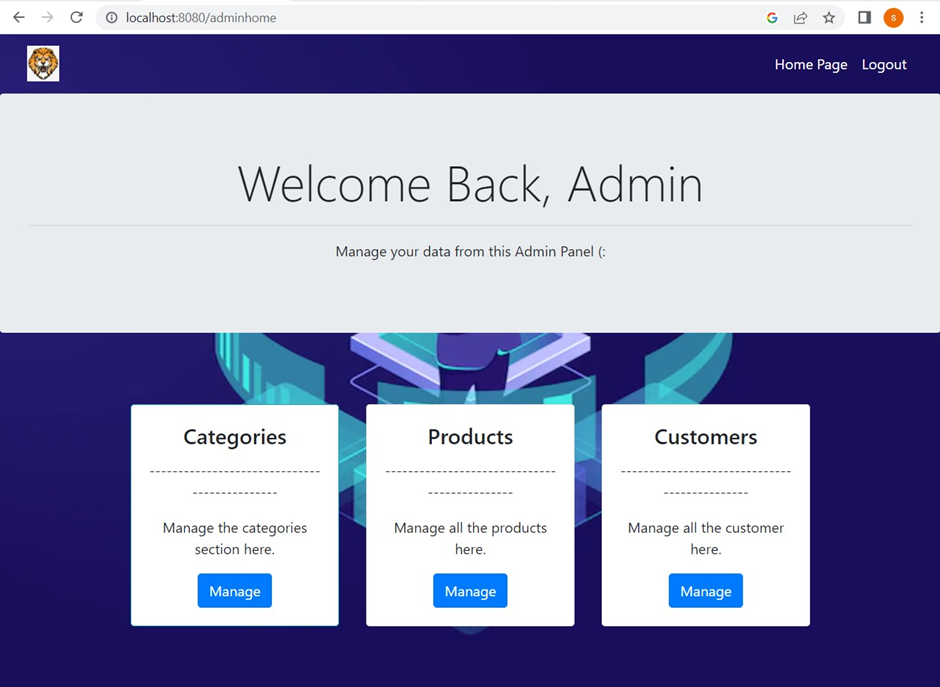 localhost:8080/adminhome
S
Home Page Logout
Welcome Back, Admin
Manage your data from this Admin Panel (:
Categories
----------------------------------
-----------------
Manage the categories
section here.
Manage
Products
----------------------------------
-----------------
Manage all the products
here.
Manage
Customers
----------------------------------
-----------------
Manage all the customer
here.
Manage